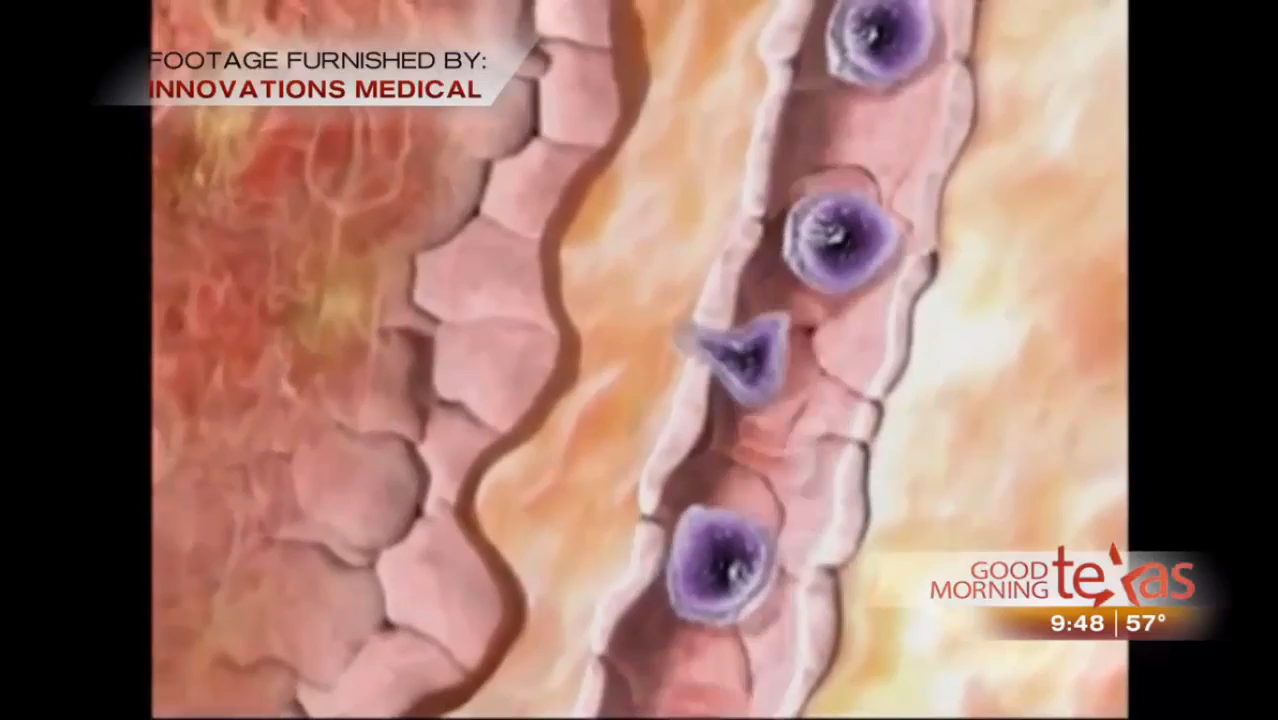 FOOTAGE FURNISHED BY:
INNOVATIONS MEDICAL
GOOD
MORNING
texas
9:48 | 57°